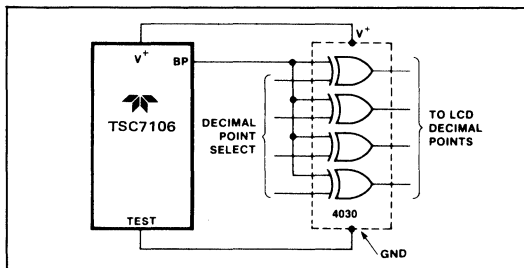 V+
V+
BP
TSC7106
DECIMAL
POINT
SELECT
TO LCD
DECIMAL
POINTS
4030
TEST
GND